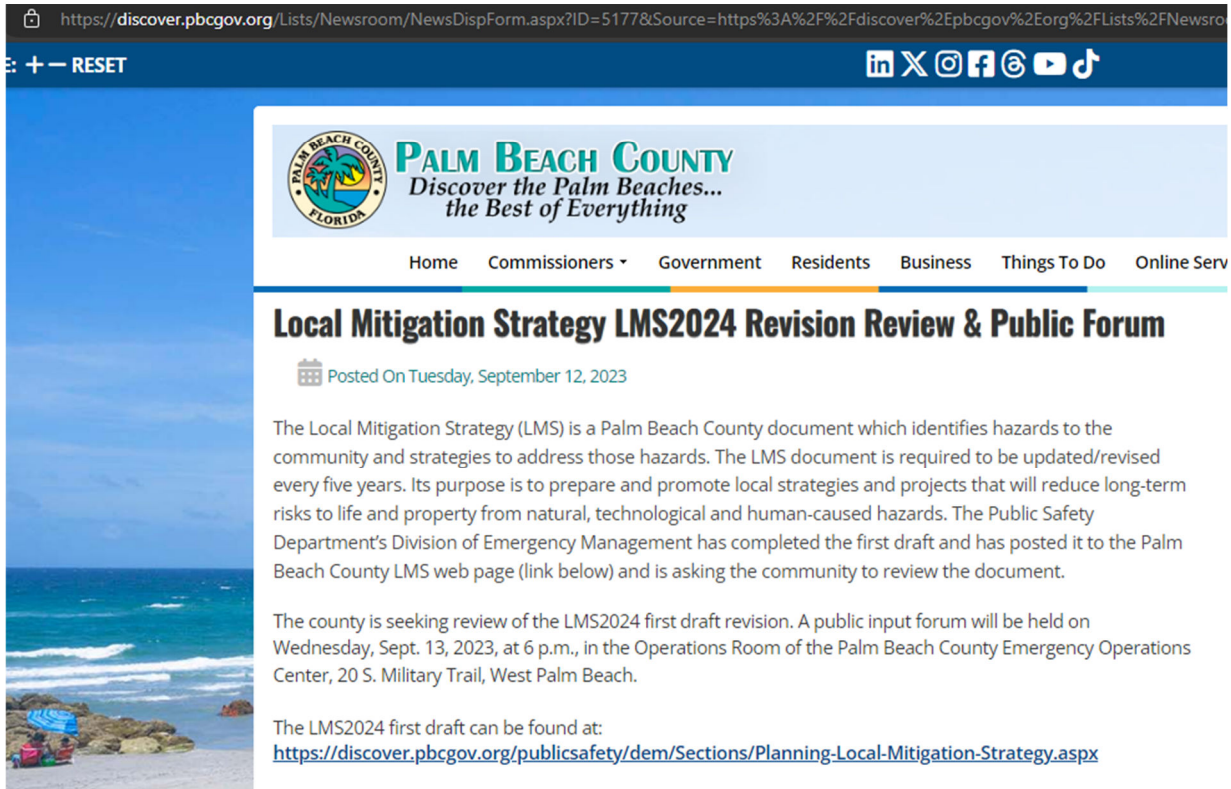 https://discover.pbcgov.org/Lists/Newsroom/NewsDispForm.aspx?ID=5177&Source=https%3A%2F%2Fdiscover%2Epbcgov%2Eorg%2FLists%2FNewsro
E: + − RESET
PALM BEACH COUNTY
FLORIDA
PALM BEACH COUNTY
Discover the Palm Beaches...
the Best of Everything
Home Commissioners Government Residents Business Things To Do Online Serv
Local Mitigation Strategy LMS2024 Revision Review & Public Forum
Posted On Tuesday, September 12, 2023
The Local Mitigation Strategy (LMS) is a Palm Beach County document which identifies hazards to the
community and strategies to address those hazards. The LMS document is required to be updated/revised
every five years. Its purpose is to prepare and promote local strategies and projects that will reduce long-term
risks to life and property from natural, technological and human-caused hazards. The Public Safety
Department's Division of Emergency Management has completed the first draft and has posted it to the Palm
Beach County LMS web page (link below) and is asking the community to review the document.
The county is seeking review of the LMS2024 first draft revision. A public input forum will be held on
Wednesday, Sept. 13, 2023, at 6 p.m., in the Operations Room of the Palm Beach County Emergency Operations
Center, 20 S. Military Trail, West Palm Beach.
The LMS2024 first draft can be found at:
https://discover.pbcgov.org/publicsafety/dem/Sections/Planning-Local-Mitigation-Strategy.aspx